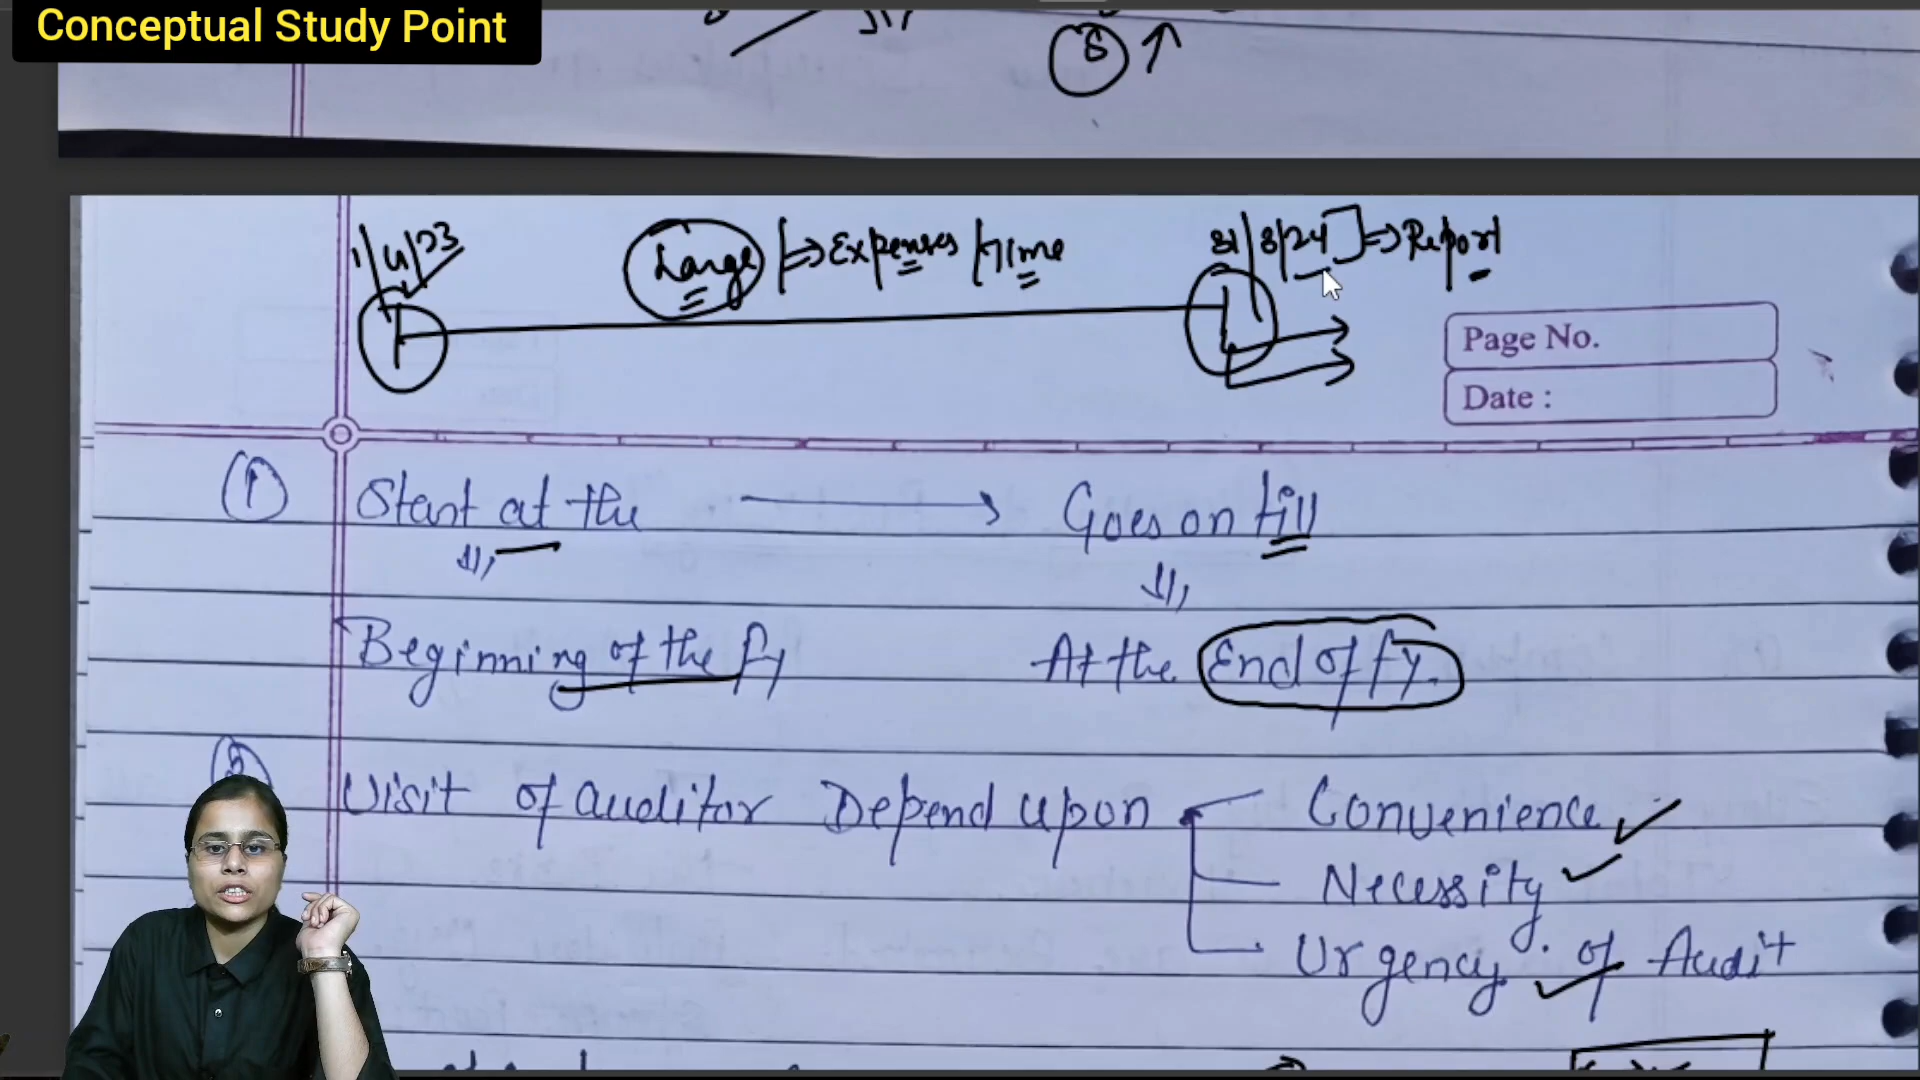 Conceptual Study Point
1/4/23
Large => Expenses / Time
31/3/24 => Report
Page No.
Date :
① Start at the → Goes on till
Beginning of the fy
At the End of fy.
Visit of auditor Depend upon
Convenience
Necessity
Urgency of Audit